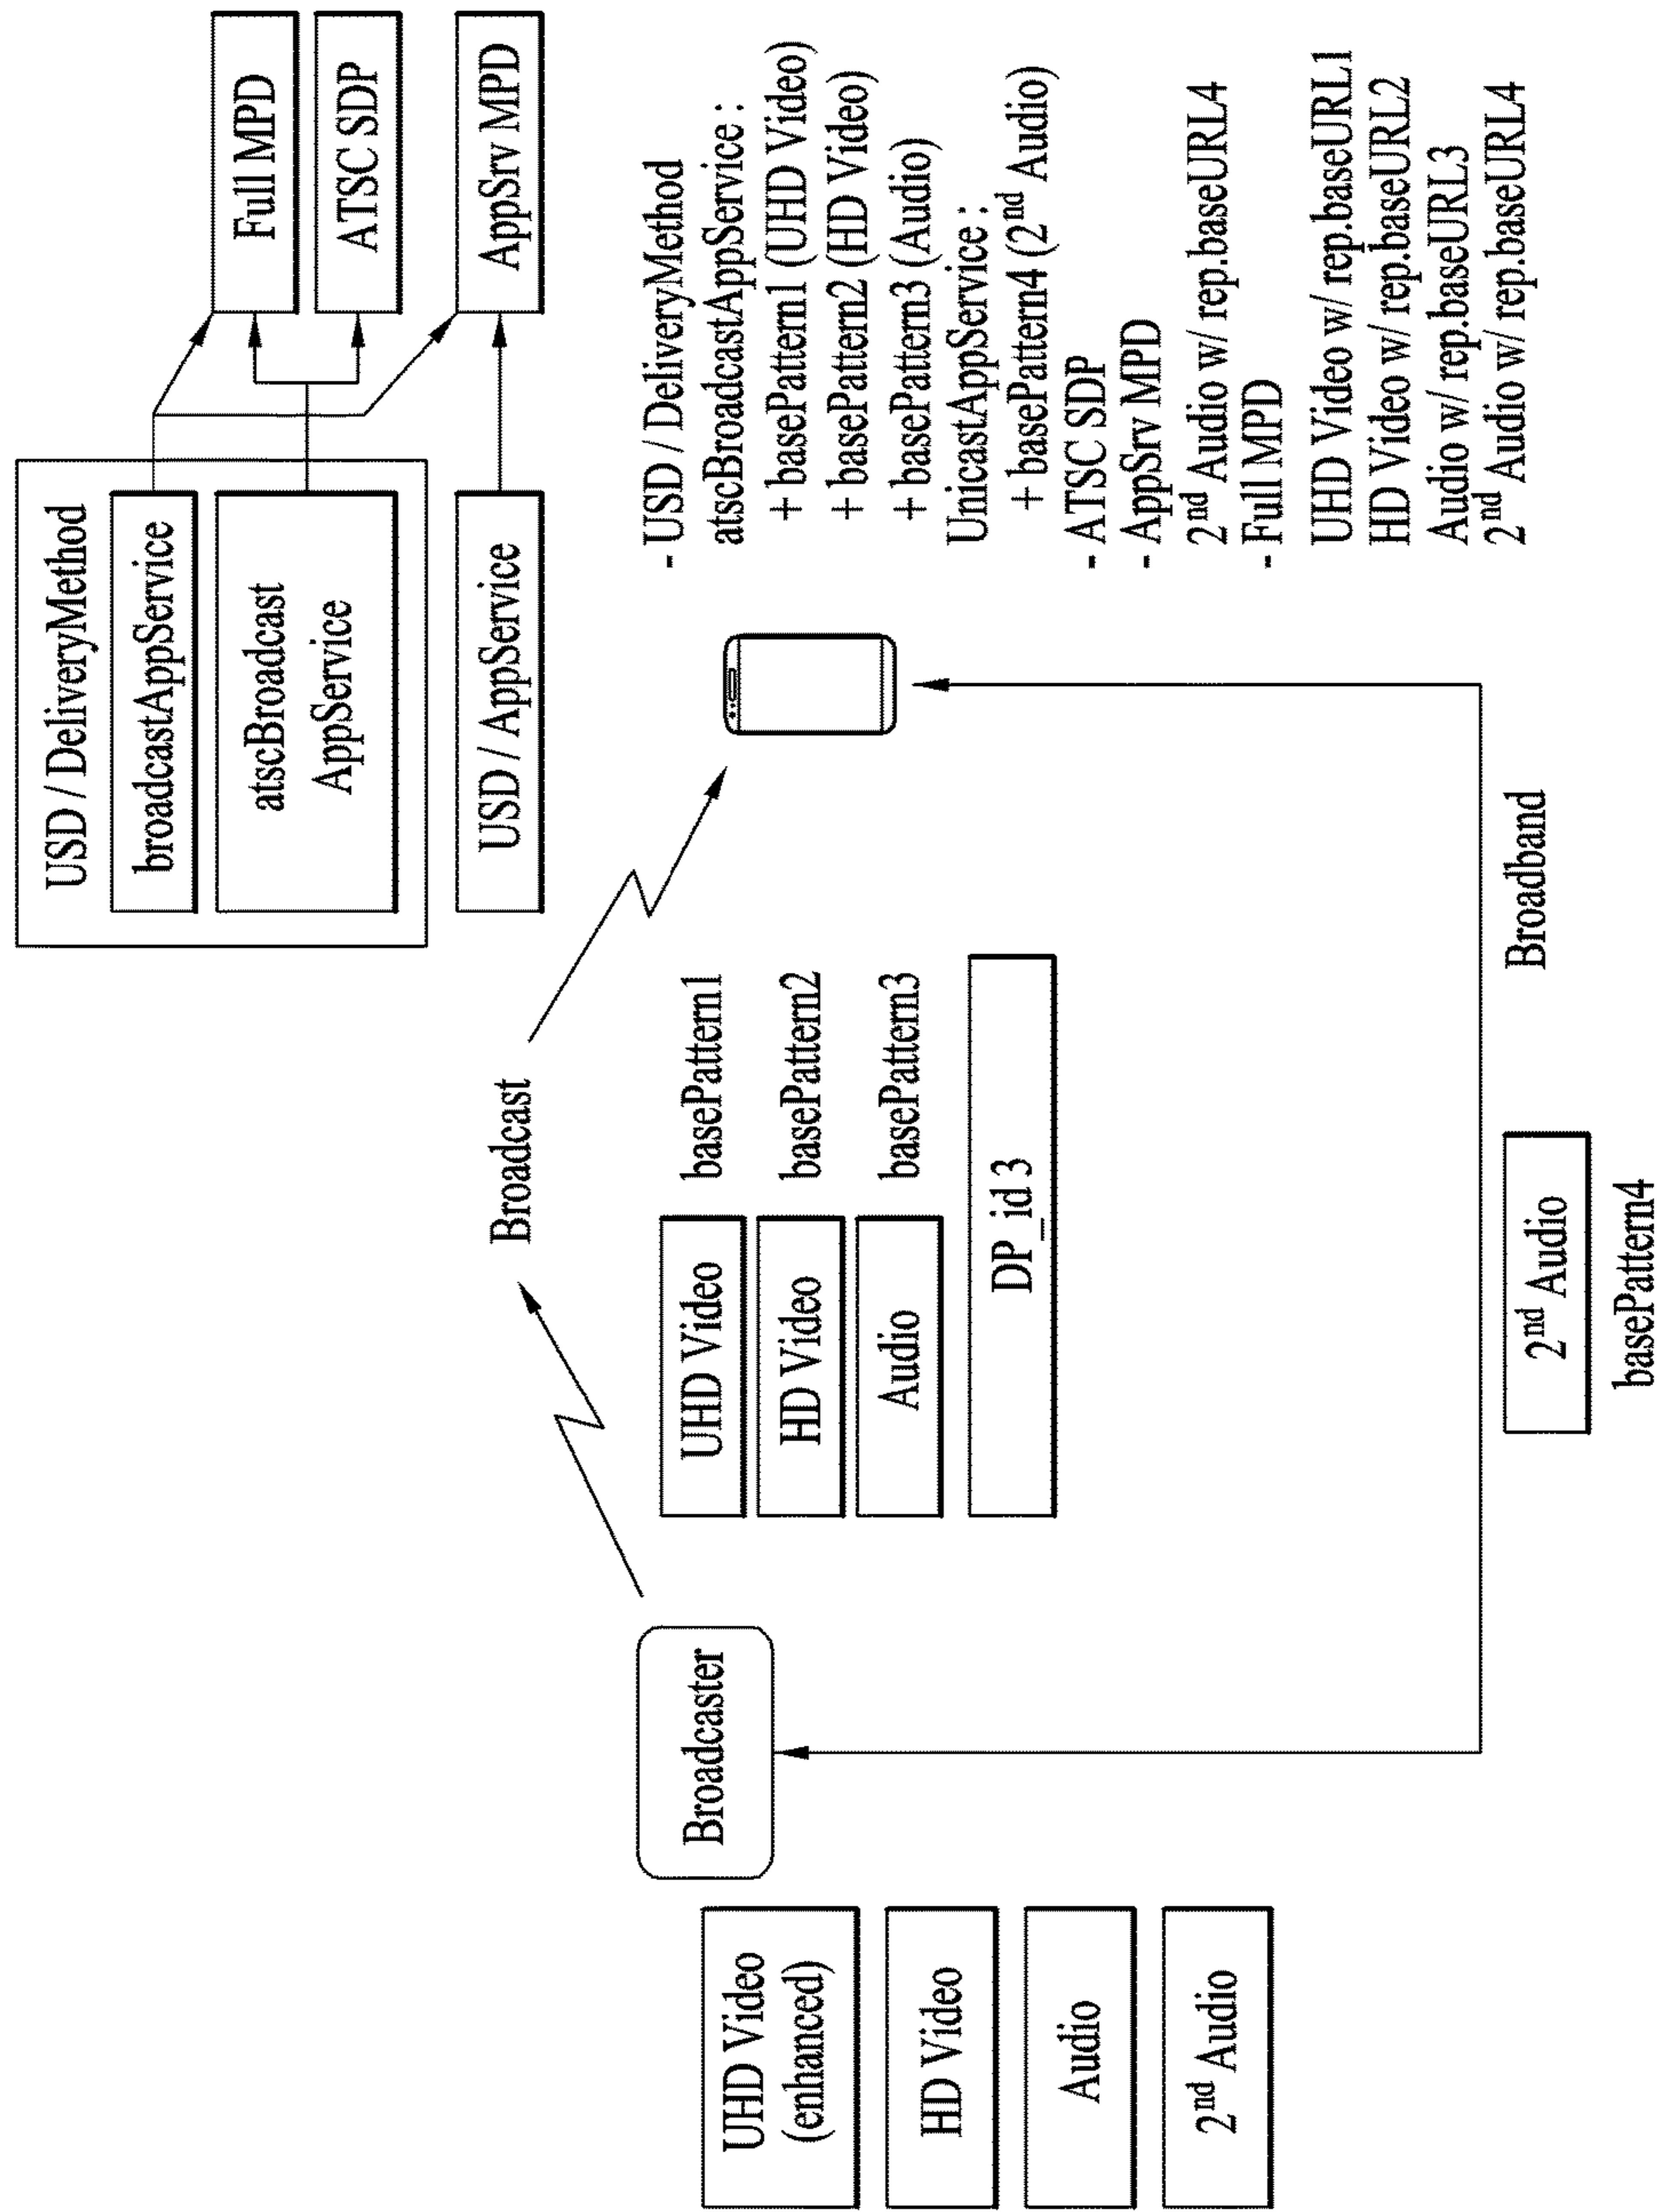 USD / DeliveryMethod
broadcastAppService
atscBroadcast
AppService
USD / AppService
Full MPD
ATSC SDP
AppSrv MPD
Broadcast
UHD Video
(enhanced)
HD Video
Audio
2nd Audio
Broadcaster
UHD Video
basePattern1
HD Video
basePattern2
Audio
basePattern3
DP_id 3
2nd Audio
basePattern4
Broadband
- USD / DeliveryMethod
atscBroadcastAppService :
+ basePattern1 (UHD Video)
+ basePattern2 (HD Video)
+ basePattern3 (Audio)
UnicastAppService :
+ basePattern4 (2nd Audio)
- ATSC SDP
- AppSrv MPD
2nd Audio w/ rep.baseURL4
- Full MPD
UHD Video w/ rep.baseURL1
HD Video w/ rep.baseURL2
Audio w/ rep.baseURL3
2nd Audio w/ rep.baseURL4